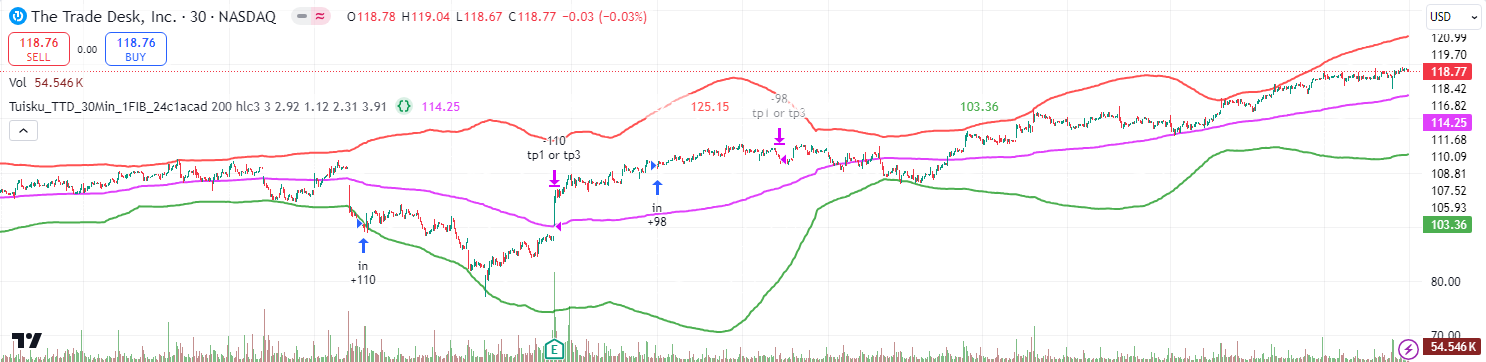 The Trade Desk, Inc. · 30 · NASDAQ O118.78 H119.04 L118.67 C118.77 −0.03 (−0.03%)
USD
118.76
SELL
0.00
118.76
BUY
Vol 54.546 K
Tuisku_TTD_30Min_1FIB_24c1acad 200 hlc3 3 2.92 1.12 2.31 3.91 {} 114.25 125.15 103.36
-110
tp1 or tp3
-98
tp1 or tp3
in
+110
in
+98
E
120.99
119.70
118.77
118.42
116.82
114.25
111.68
110.09
108.81
107.52
105.93
103.36
80.00
70.00
54.546 K